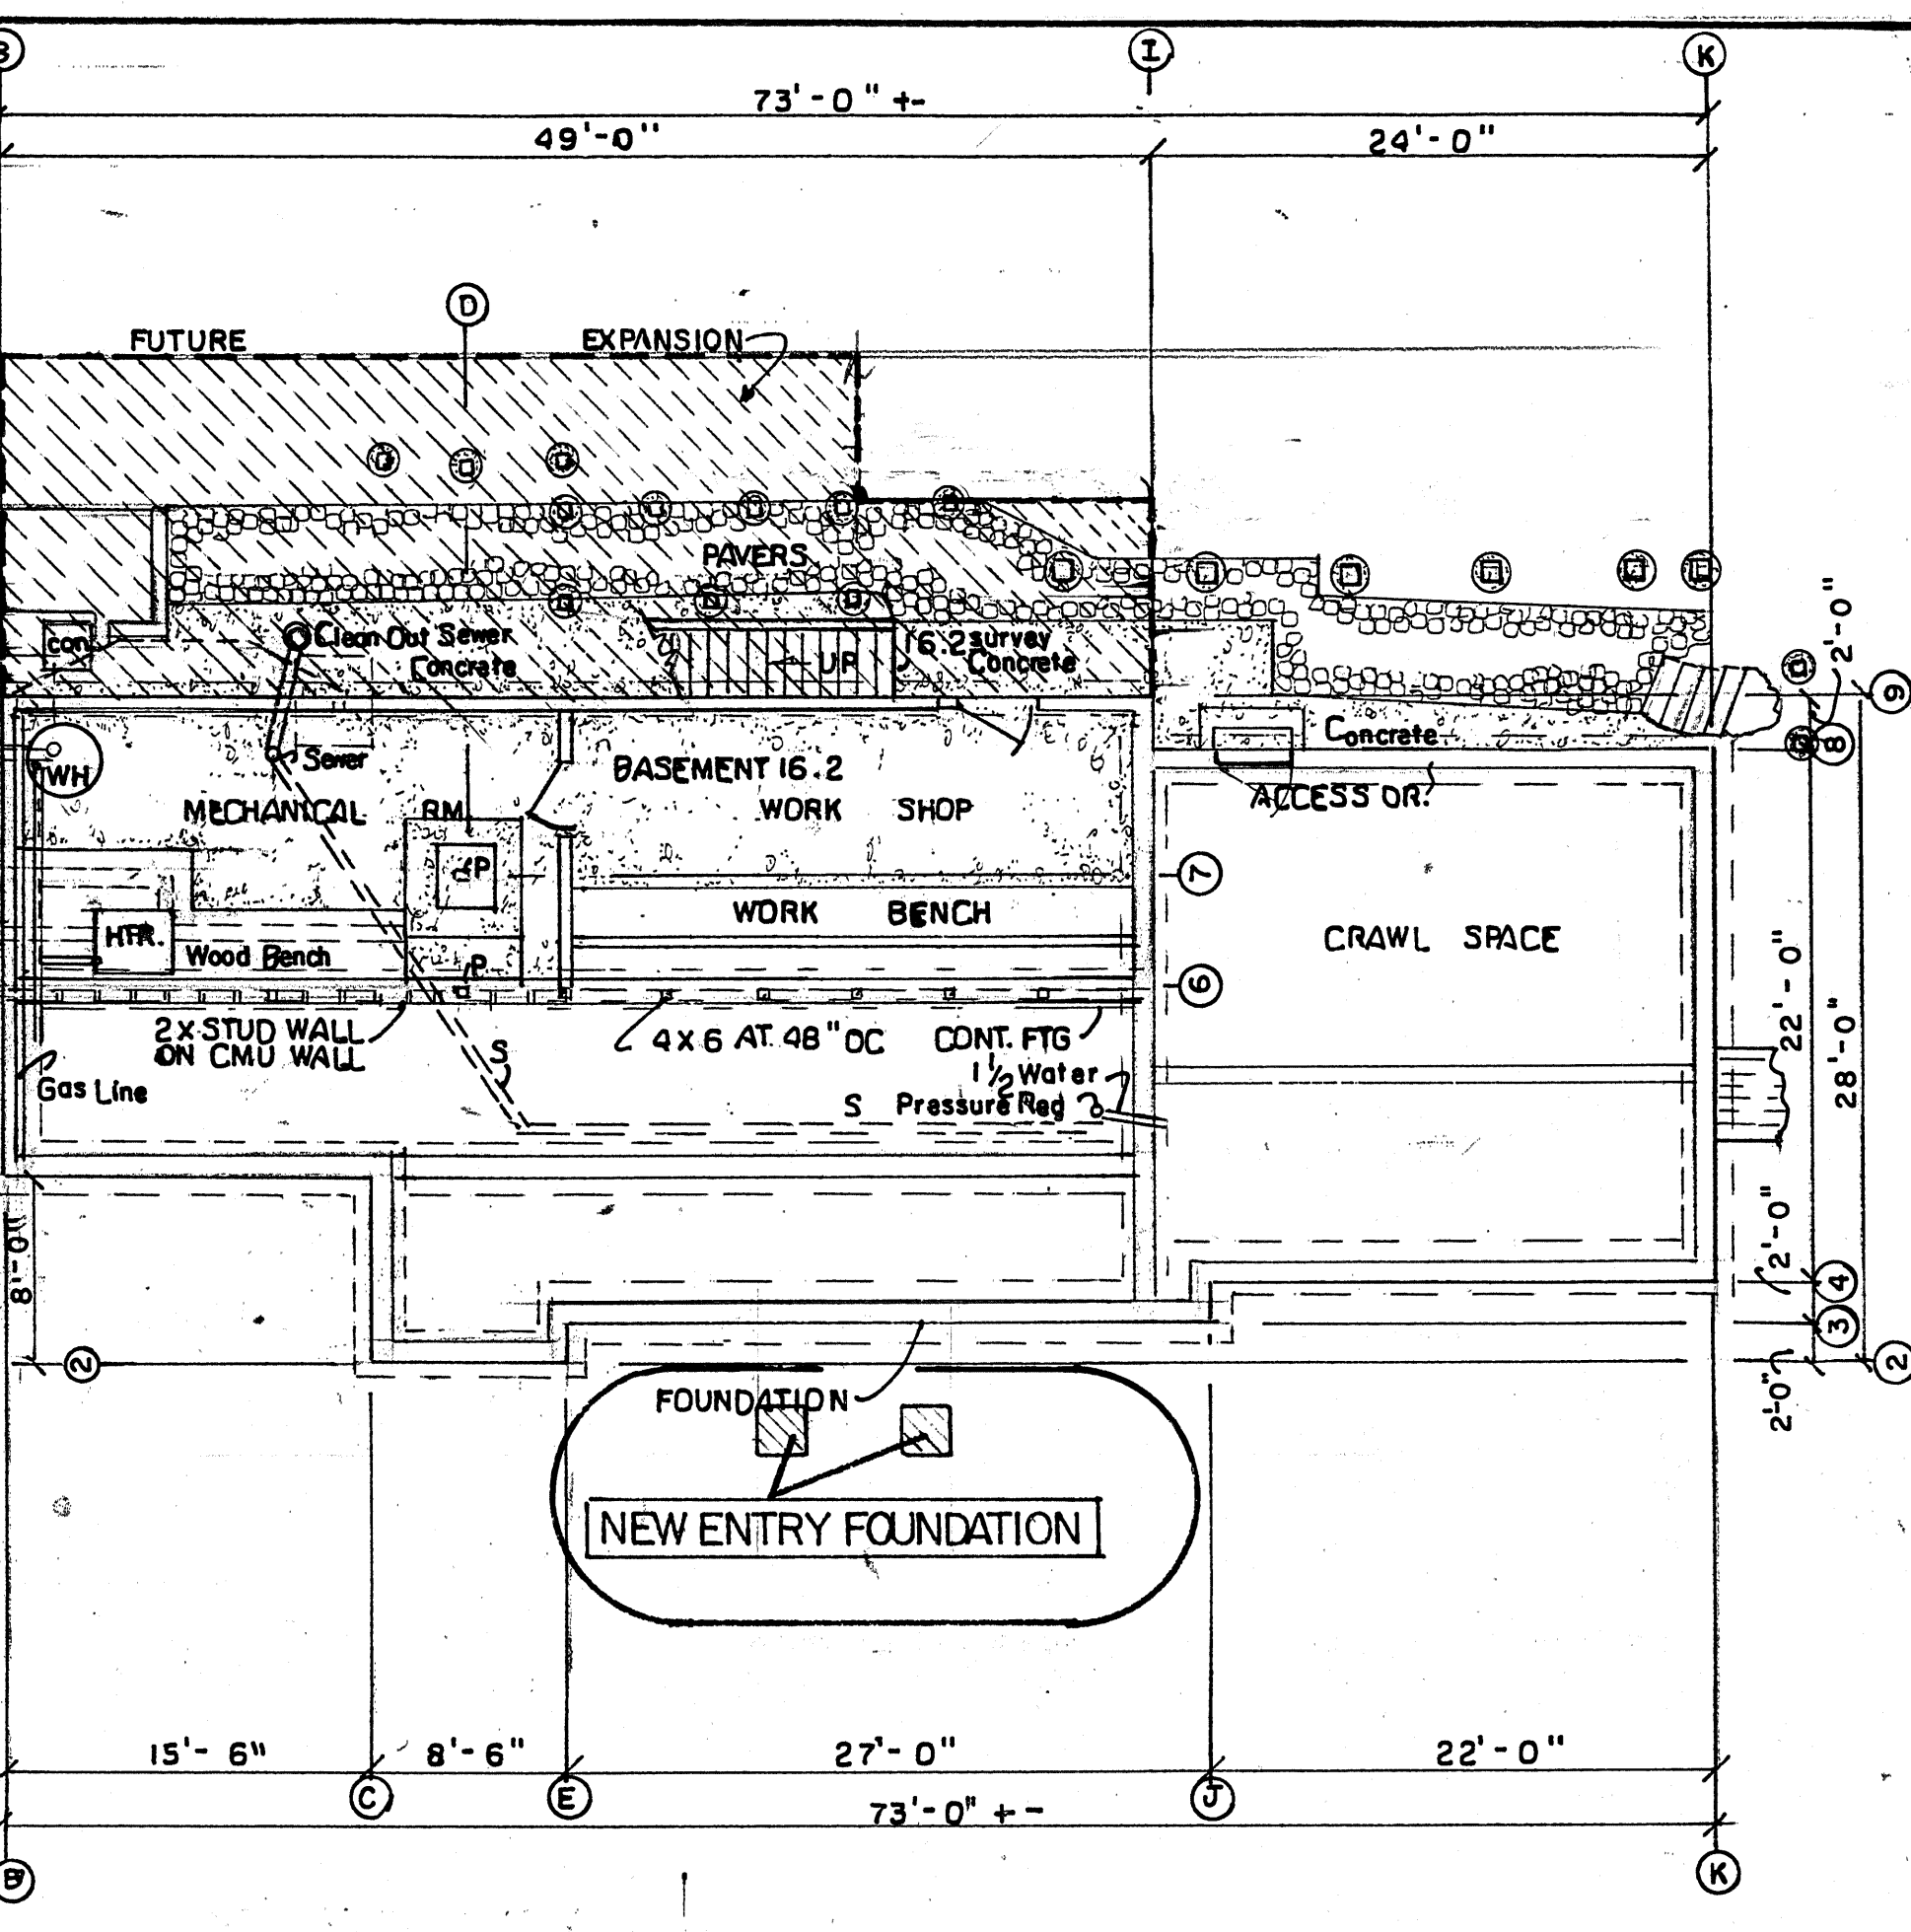 I
K
73'-0" +-
49'-0"
24'-0"
D
FUTURE EXPANSION
PAVERS
2'-0"
con
Clean Out Sewer
Concrete
UP
16.2 survey
Concrete
9
Concrete
8
WH
Sewer
BASEMENT 16.2
MECHANICAL RM.
WORK SHOP
ACCESS DR.
P
7
WORK BENCH
CRAWL SPACE
HTR.
Wood Bench
P
6
22'-0"
28'-0"
2 X STUD WALL
ON CMU WALL
4 X 6 AT 48" OC
CONT. FTG
S
1 1/2 Water
Gas Line
S
Pressure Reg
8'-0"
2'-0"
4
3
2
2
2'-0"
FOUNDATION
NEW ENTRY FOUNDATION
15'-6"
8'-6"
27'-0"
22'-0"
C
E
J
73'-0" + -
B
K